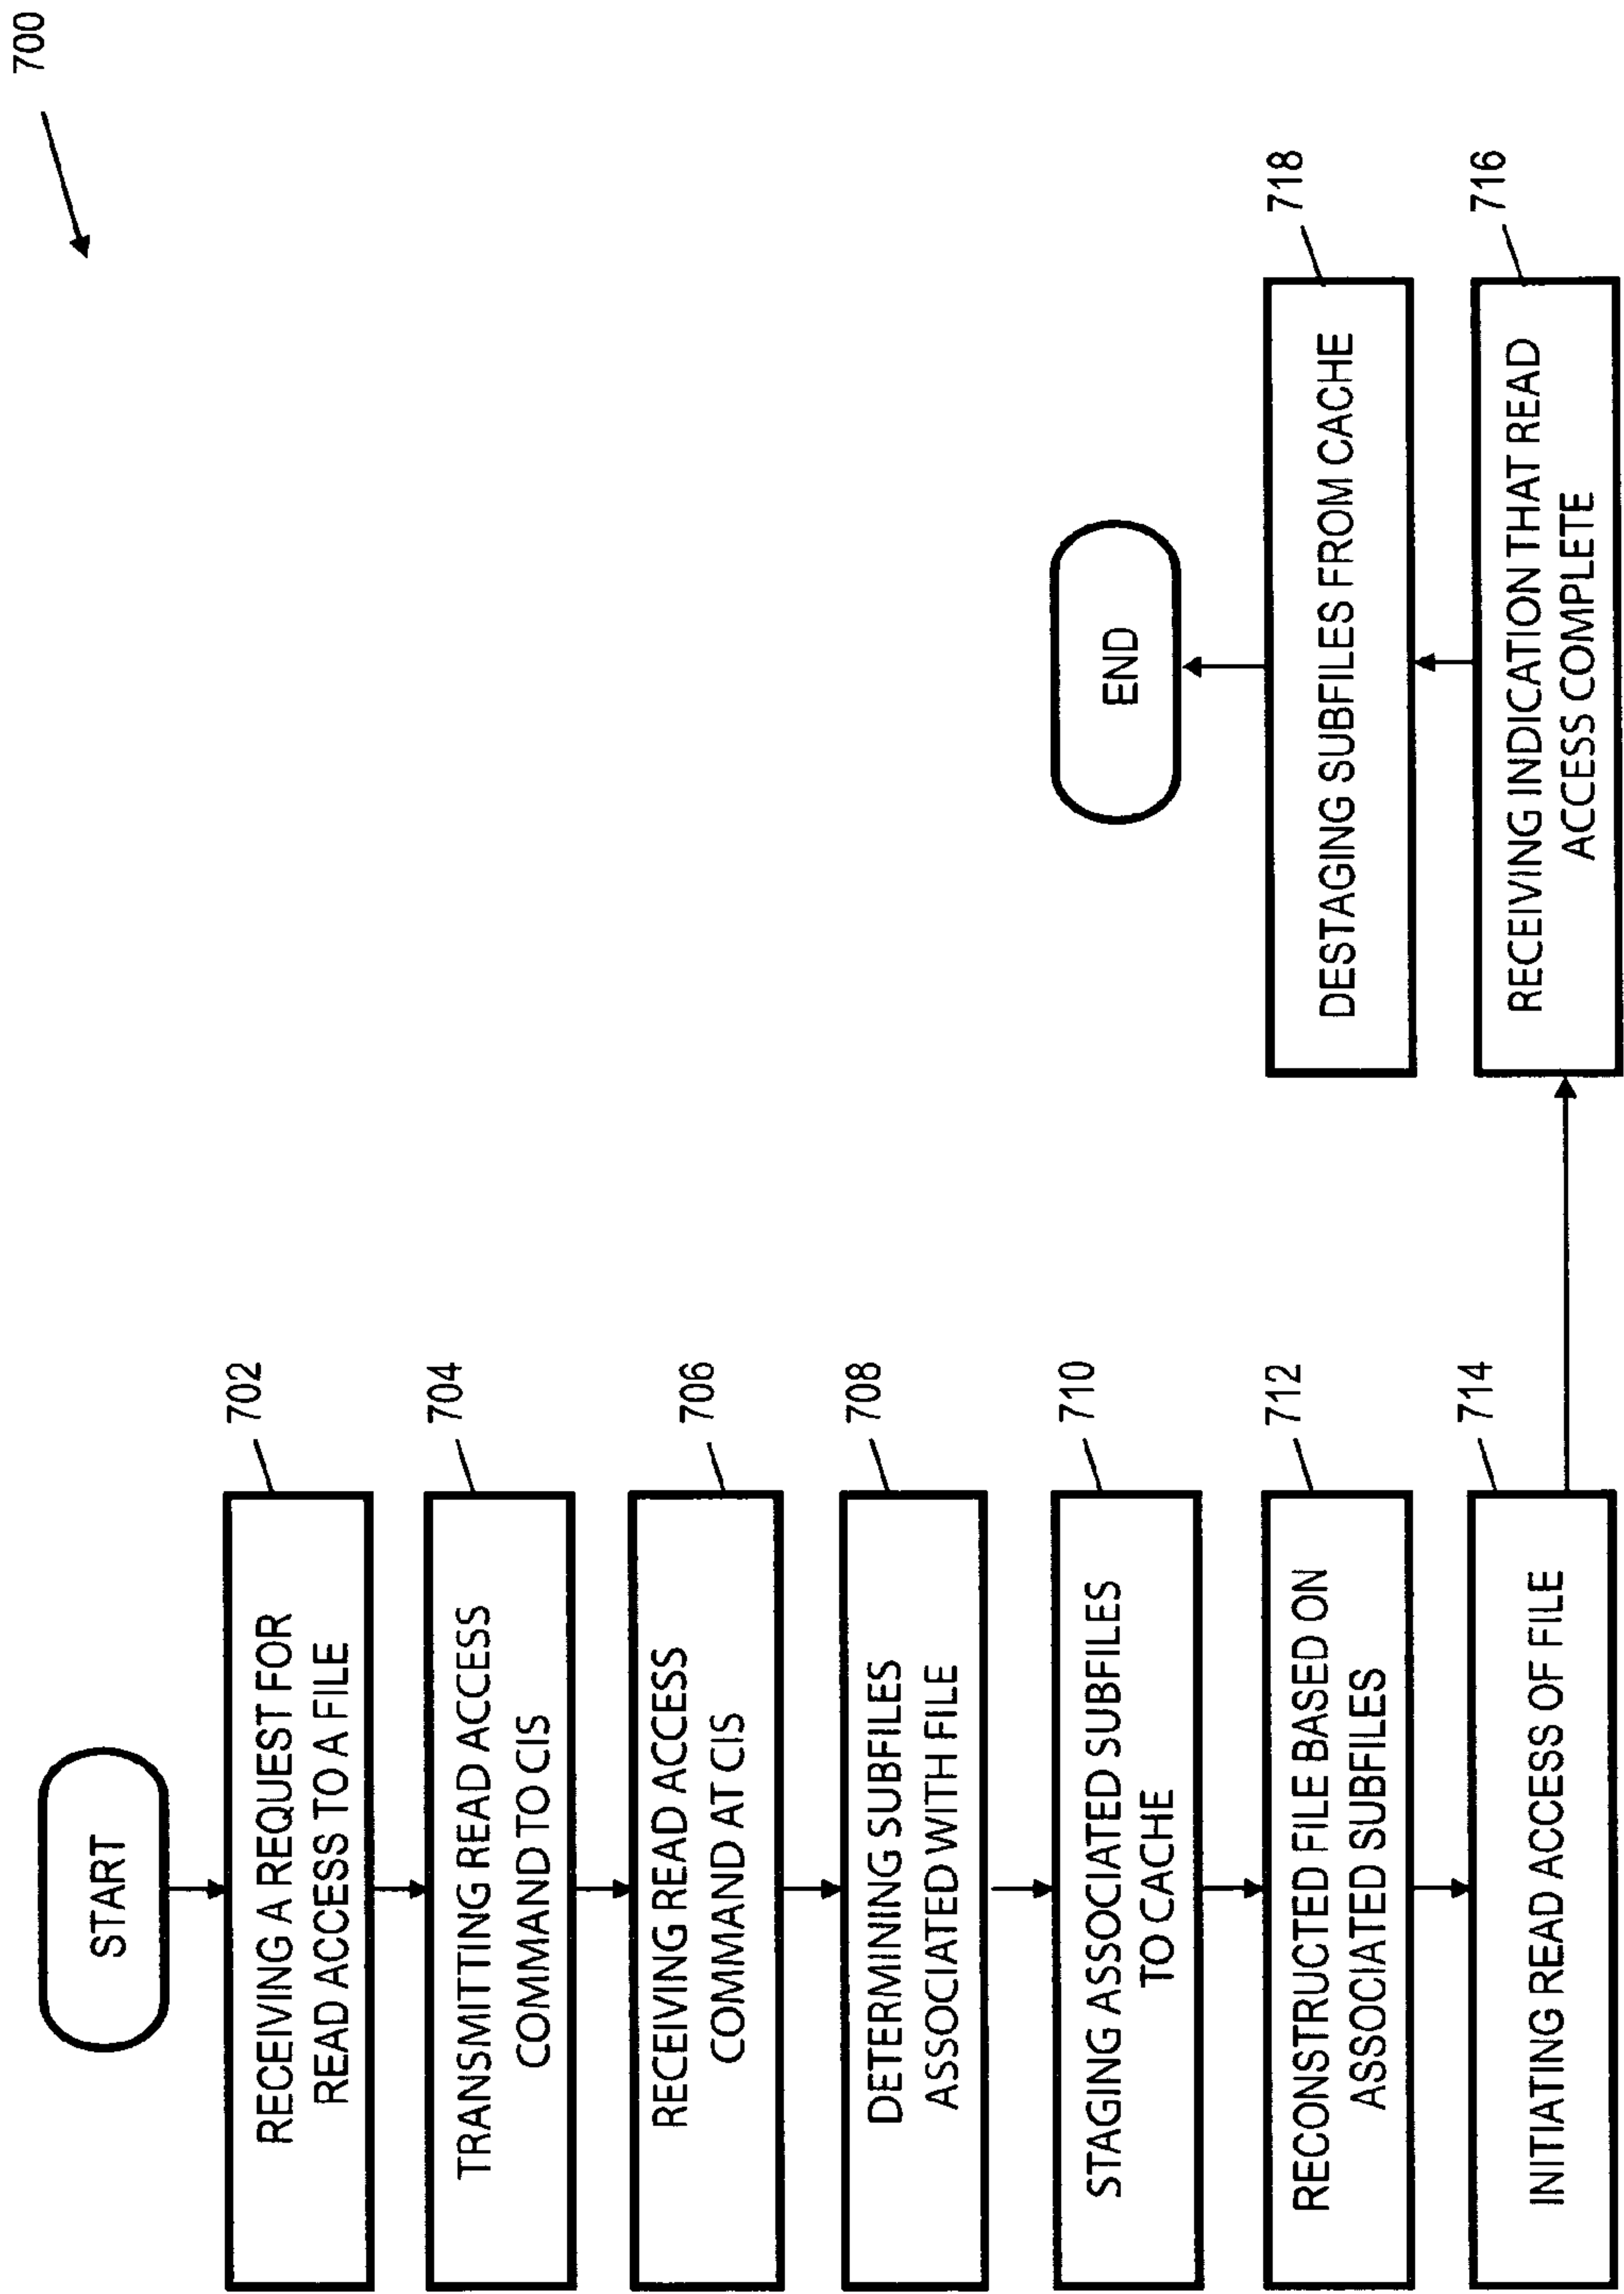 700
START
702
RECEIVING A REQUEST FOR
READ ACCESS TO A FILE
704
TRANSMITTING READ ACCESS
COMMAND TO CIS
706
RECEIVING READ ACCESS
COMMAND AT CIS
708
DETERMINING SUBFILES
ASSOCIATED WITH FILE
710
STAGING ASSOCIATED SUBFILES
TO CACHE
712
RECONSTRUCTED FILE BASED ON
ASSOCIATED SUBFILES
714
INITIATING READ ACCESS OF FILE
716
RECEIVING INDICATION THAT READ
ACCESS COMPLETE
718
DESTAGING SUBFILES FROM CACHE
END